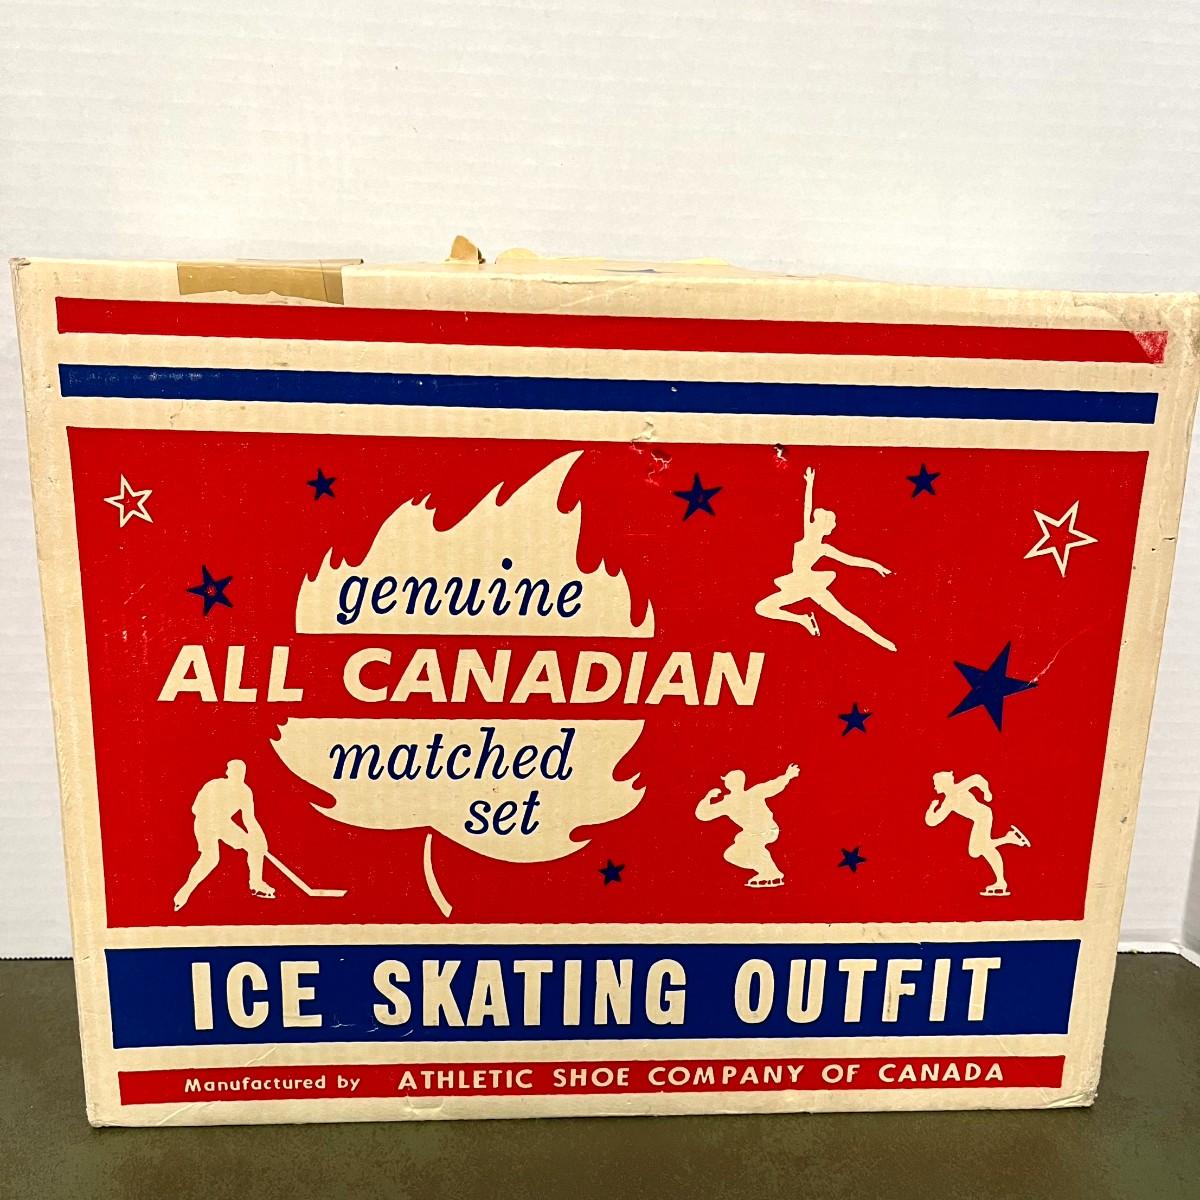 genuine
ALL CANADIAN
matched
set
ICE SKATING OUTFIT
Manufactured by ATHLETIC SHOE COMPANY OF CANADA